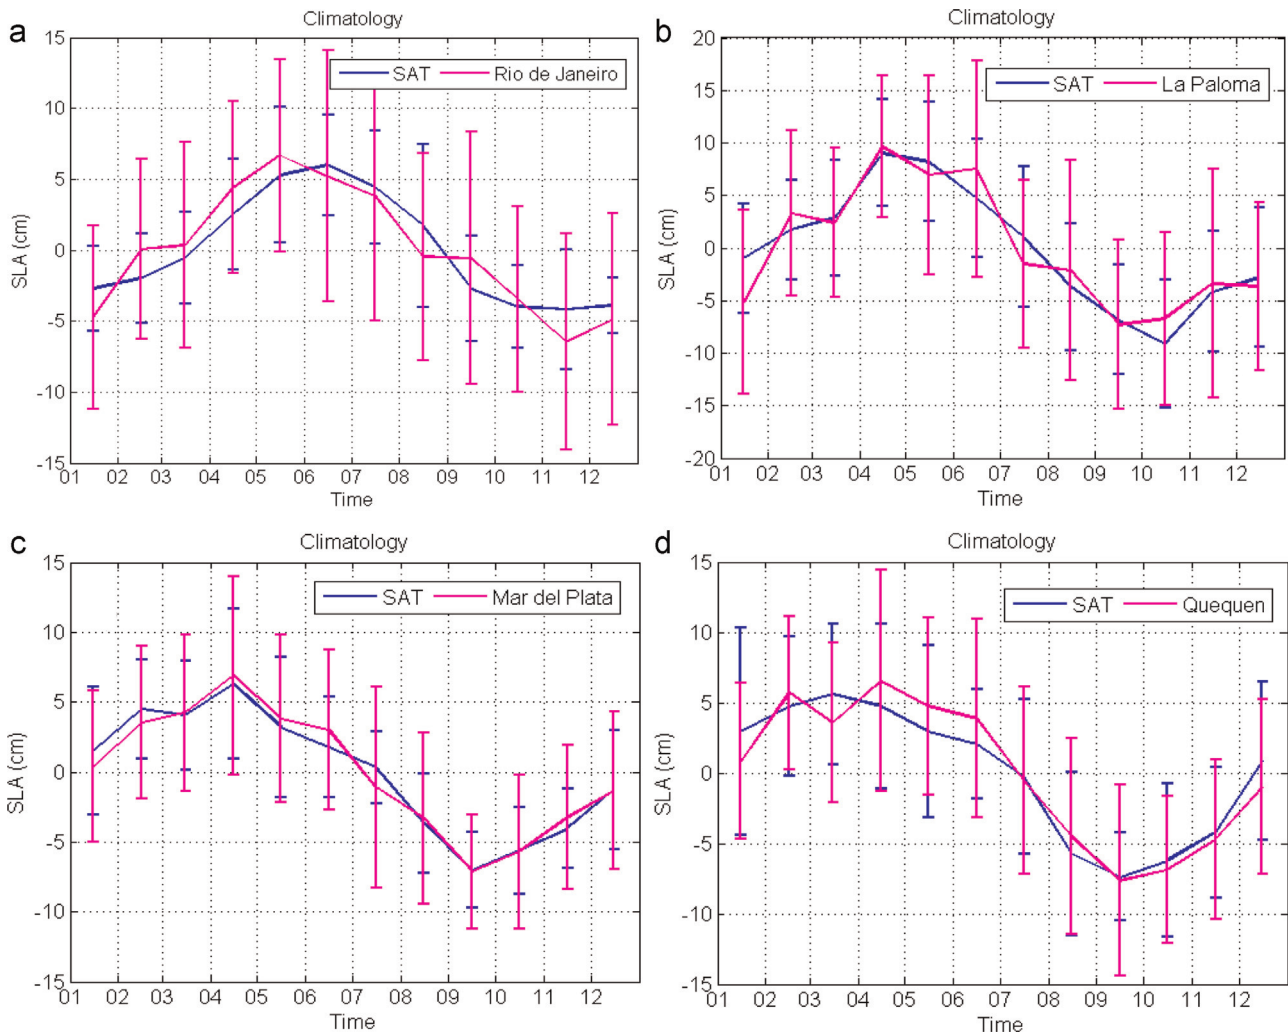 a
Climatology
15
10
5
0
-5
-10
-15
SLA (cm)
SAT Rio de Janeiro
01 02 03 04 05 06 07 08 09 10 11 12
Time
b
Climatology
20
15
10
5
0
-5
-10
-15
-20
SLA (cm)
SAT La Paloma
01 02 03 04 05 06 07 08 09 10 11 12
Time
c
Climatology
15
10
5
0
-5
-10
-15
SLA (cm)
SAT Mar del Plata
01 02 03 04 05 06 07 08 09 10 11 12
Time
d
Climatology
15
10
5
0
-5
-10
-15
SLA (cm)
SAT Quequen
01 02 03 04 05 06 07 08 09 10 11 12
Time